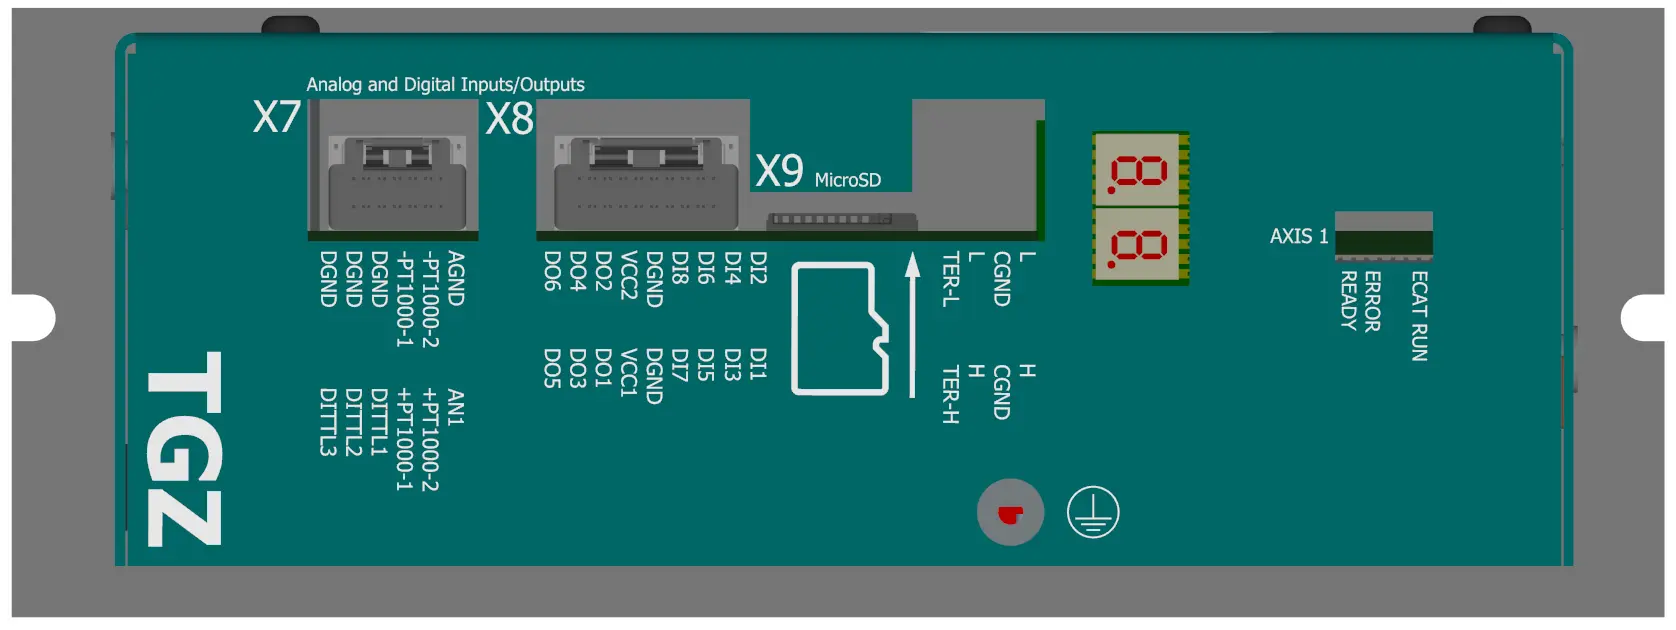 Analog and Digital Inputs/Outputs
X7
X8
X9 MicroSD
8.
8.
AXIS 1
DGND
DGND
DGND
-PT1000-1
-PT1000-2
AGND
DO6
DO4
DO2
VCC2
DGND
DI8
DI6
DI4
DI2
TER-L
L
CGND
L
READY
ERROR
ECAT RUN
DITTL3
DITTL2
DITTL1
+PT1000-1
+PT1000-2
AN1
DO5
DO3
DO1
VCC1
DGND
DI7
DI5
DI3
DI1
TER-H
H
CGND
H
TGZ